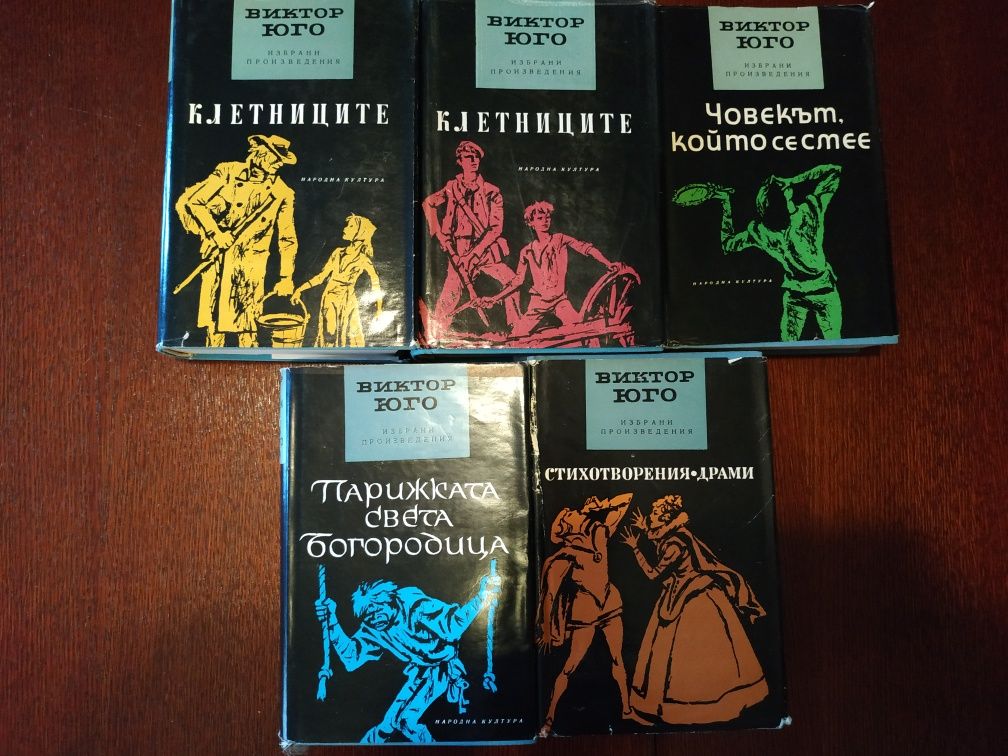 ВИКТОР
ЮГО
ИЗБРАНИ
ПРОИЗВЕДЕНИЯ
КЛЕТНИЦИТЕ
НАРОДНА КУЛТУРА
ВИКТОР
ЮГО
ИЗБРАНИ
ПРОИЗВЕДЕНИЯ
КЛЕТНИЦИТЕ
НАРОДНА КУЛТУРА
ВИКТОР
ЮГО
ИЗБРАНИ
ПРОИЗВЕДЕНИЯ
ЧОВЕКЪТ,
КОЙТО СЕ СМЕЕ
НАРОДНА КУЛТУРА
ВИКТОР
ЮГО
ИЗБРАНИ
ПРОИЗВЕДЕНИЯ
ПАРИЖКАТА
СВЕТА
БОГОРОДИЦА
НАРОДНА КУЛТУРА
ВИКТОР
ЮГО
ИЗБРАНИ
ПРОИЗВЕДЕНИЯ
СТИХОТВОРЕНИЯ•ДРАМИ